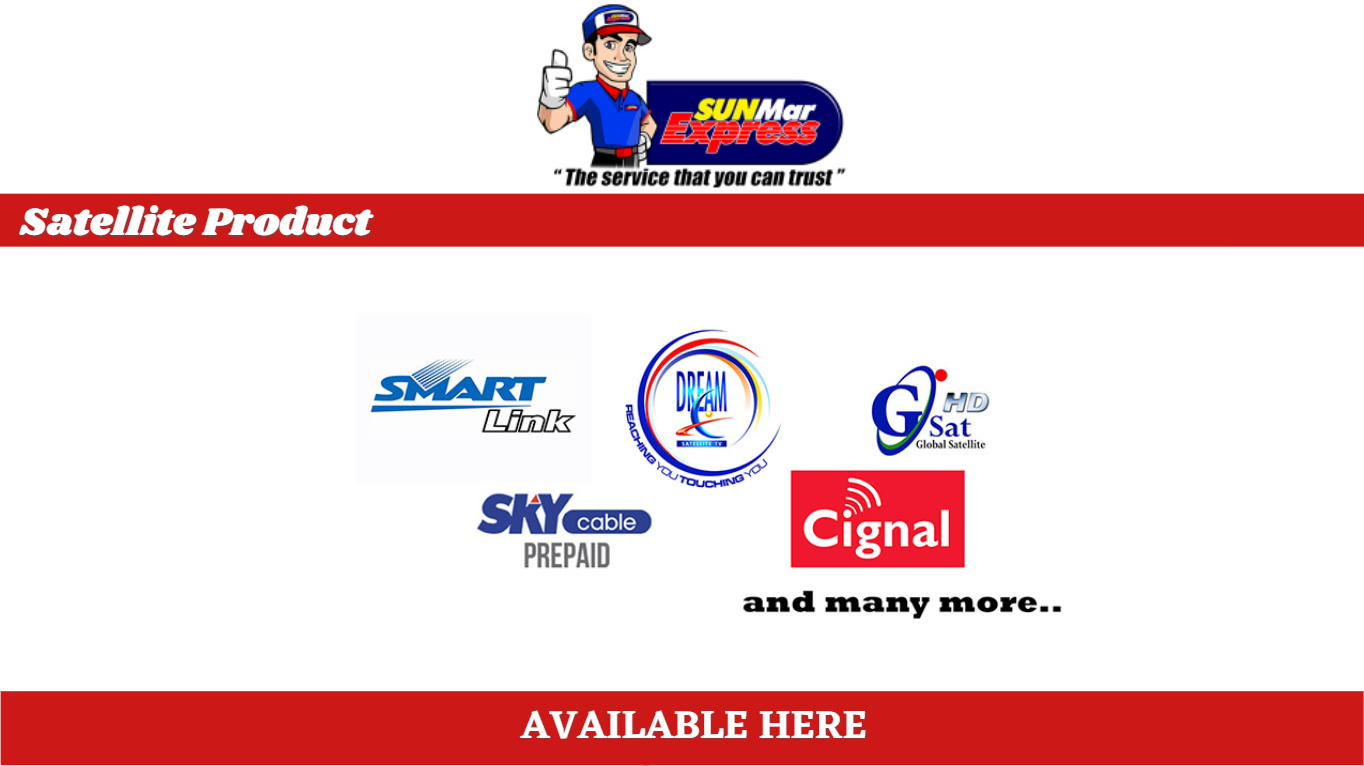 SUNMar
Express
“ The service that you can trust ”
Satellite Product
SMART
Link
DREAM
SATELLITE TV
REACHING YOU TOUCHING YOU
G HD
Sat
Global Satellite
SKY cable
PREPAID
Cignal
and many more..
AVAILABLE HERE